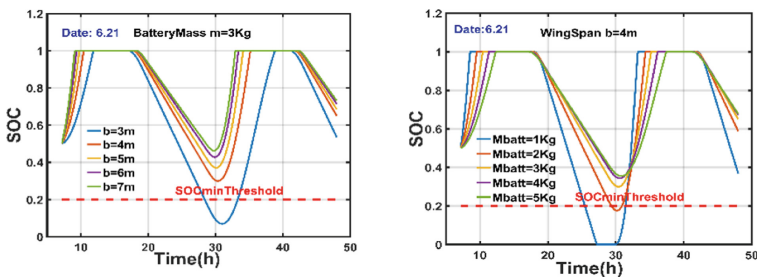 Date: 6.21
BatteryMass m=3Kg
1
0.8
0.6
0.4
0.2
0
SOC
b=3m
b=4m
b=5m
b=6m
b=7m
SOCminThreshold
10
20
30
40
50
Time(h)
Date:6.21
WingSpan b=4m
1.2
1
0.8
0.6
0.4
0.2
0
SOC
Mbatt=1Kg
Mbatt=2Kg
Mbatt=3Kg
Mbatt=4Kg
Mbatt=5Kg
SOCminThreshold
10
20
30
40
50
Time(h)